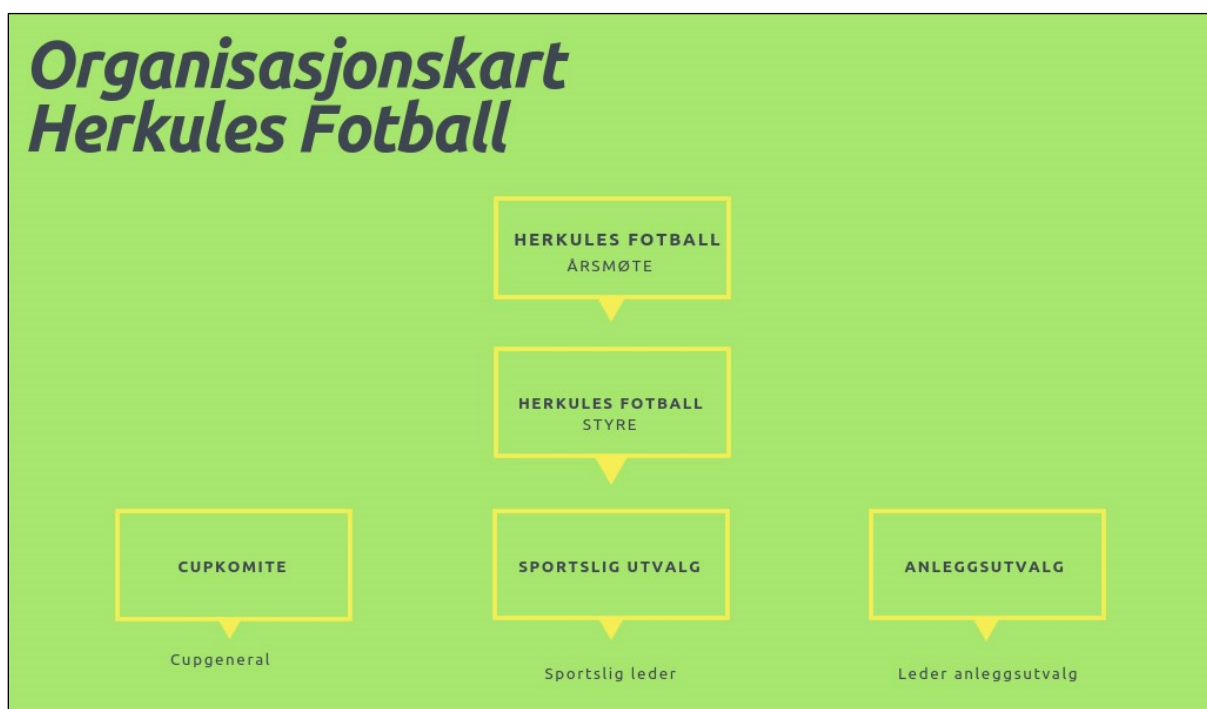 Organisasjonskart
Herkules Fotball
HERKULES FOTBALL
ÅRSMØTE
HERKULES FOTBALL
STYRE
CUPKOMITE
SPORTSLIG UTVALG
ANLEGGSUTVALG
Cupgeneral
Sportslig leder
Leder anleggsutvalg